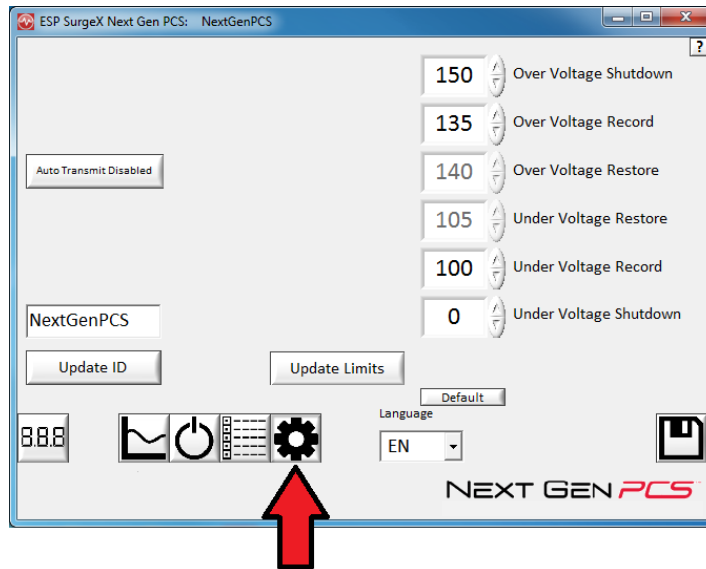 ESP SurgeX Next Gen PCS: NextGenPCS
?
150 Over Voltage Shutdown
135 Over Voltage Record
Auto Transmit Disabled
140 Over Voltage Restore
105 Under Voltage Restore
100 Under Voltage Record
NextGenPCS
0 Under Voltage Shutdown
Update ID
Update Limits
Default
Language
8.8.8
EN
NEXT GEN PCS